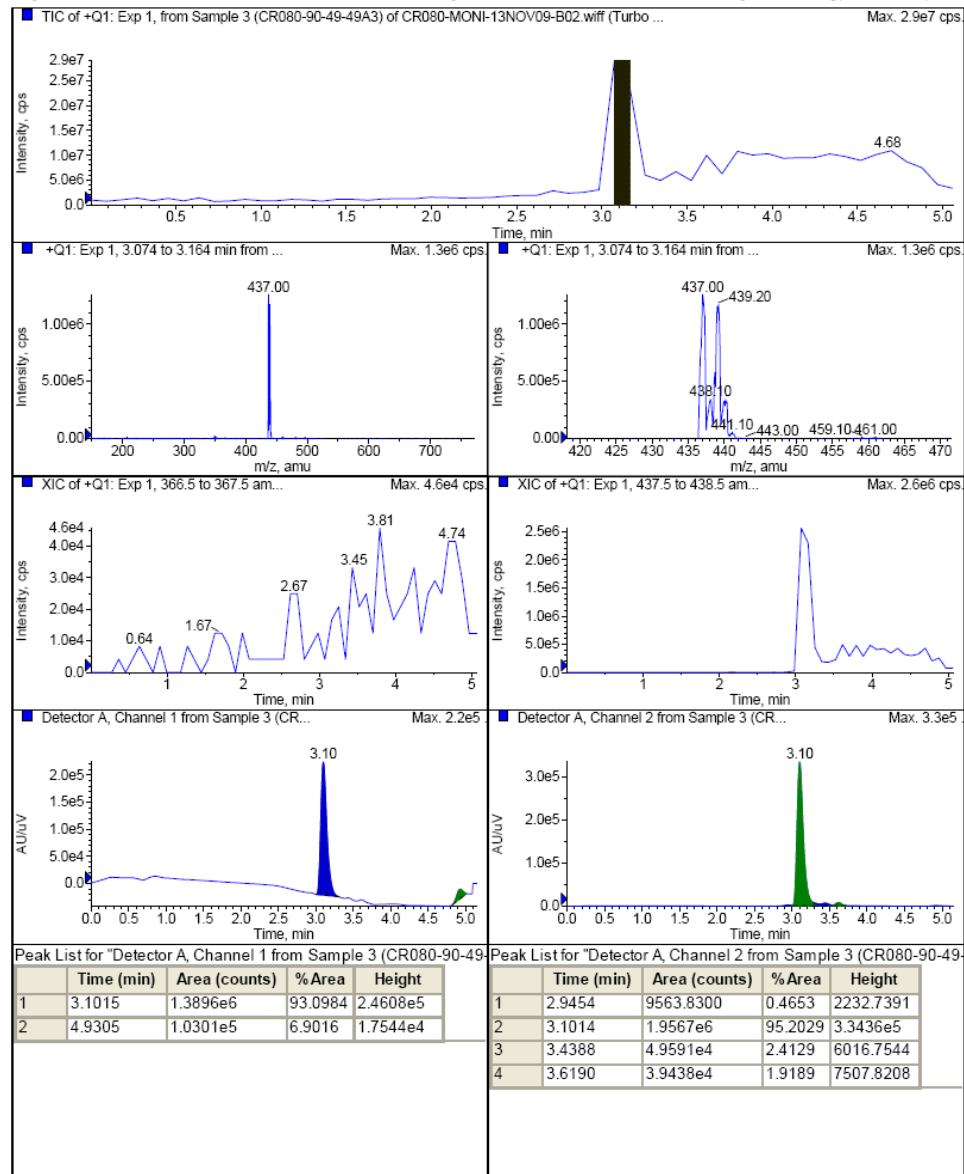 TIC of +Q1: Exp 1, from Sample 3 (CR080-90-49-49A3) of CR080-MONI-13NOV09-B02.wiff (Turbo ... Max. 2.9e7 cps.
2.9e7
2.5e7
2.0e7
1.5e7
1.0e7
5.0e6
0.0
Intensity, cps
4.68
0.5 1.0 1.5 2.0 2.5 3.0 3.5 4.0 4.5 5.0
Time, min
+Q1: Exp 1, 3.074 to 3.164 min from ... Max. 1.3e6 cps.
437.00
1.00e6
5.00e5
0.00
Intensity, cps
200 300 400 500 600 700
m/z, amu
+Q1: Exp 1, 3.074 to 3.164 min from ... Max. 1.3e6 cps.
437.00
439.20
1.00e6
5.00e5
0.00
Intensity, cps
438.10
441.10
443.00 459.10 461.00
420 425 430 435 440 445 450 455 460 465 470
m/z, amu
XIC of +Q1: Exp 1, 366.5 to 367.5 am... Max. 4.6e4 cps.
4.6e4
4.0e4
3.0e4
2.0e4
1.0e4
0.0
Intensity, cps
0.64 1.67 2.67 3.45 3.81 4.74
1 2 3 4 5
Time, min
XIC of +Q1: Exp 1, 437.5 to 438.5 am... Max. 2.6e6 cps.
2.5e6
2.0e6
1.5e6
1.0e6
5.0e5
0.0
Intensity, cps
1 2 3 4 5
Time, min
Detector A, Channel 1 from Sample 3 (CR... Max. 2.2e5 .
3.10
2.0e5
1.5e5
1.0e5
5.0e4
0.0
AU/uV
0.0 0.5 1.0 1.5 2.0 2.5 3.0 3.5 4.0 4.5 5.0
Time, min
Detector A, Channel 2 from Sample 3 (CR... Max. 3.3e5 .
3.10
3.0e5
2.0e5
1.0e5
0.0
AU/uV
0.0 0.5 1.0 1.5 2.0 2.5 3.0 3.5 4.0 4.5 5.0
Time, min
Peak List for "Detector A, Channel 1 from Sample 3 (CR080-90-49-
Time (min) Area (counts) %Area Height
1 3.1015 1.3896e6 93.0984 2.4608e5
2 4.9305 1.0301e5 6.9016 1.7544e4
Peak List for "Detector A, Channel 2 from Sample 3 (CR080-90-49-
Time (min) Area (counts) %Area Height
1 2.9454 9563.8300 0.4653 2232.7391
2 3.1014 1.9567e6 95.2029 3.3436e5
3 3.4388 4.9591e4 2.4129 6016.7544
4 3.6190 3.9438e4 1.9189 7507.8208